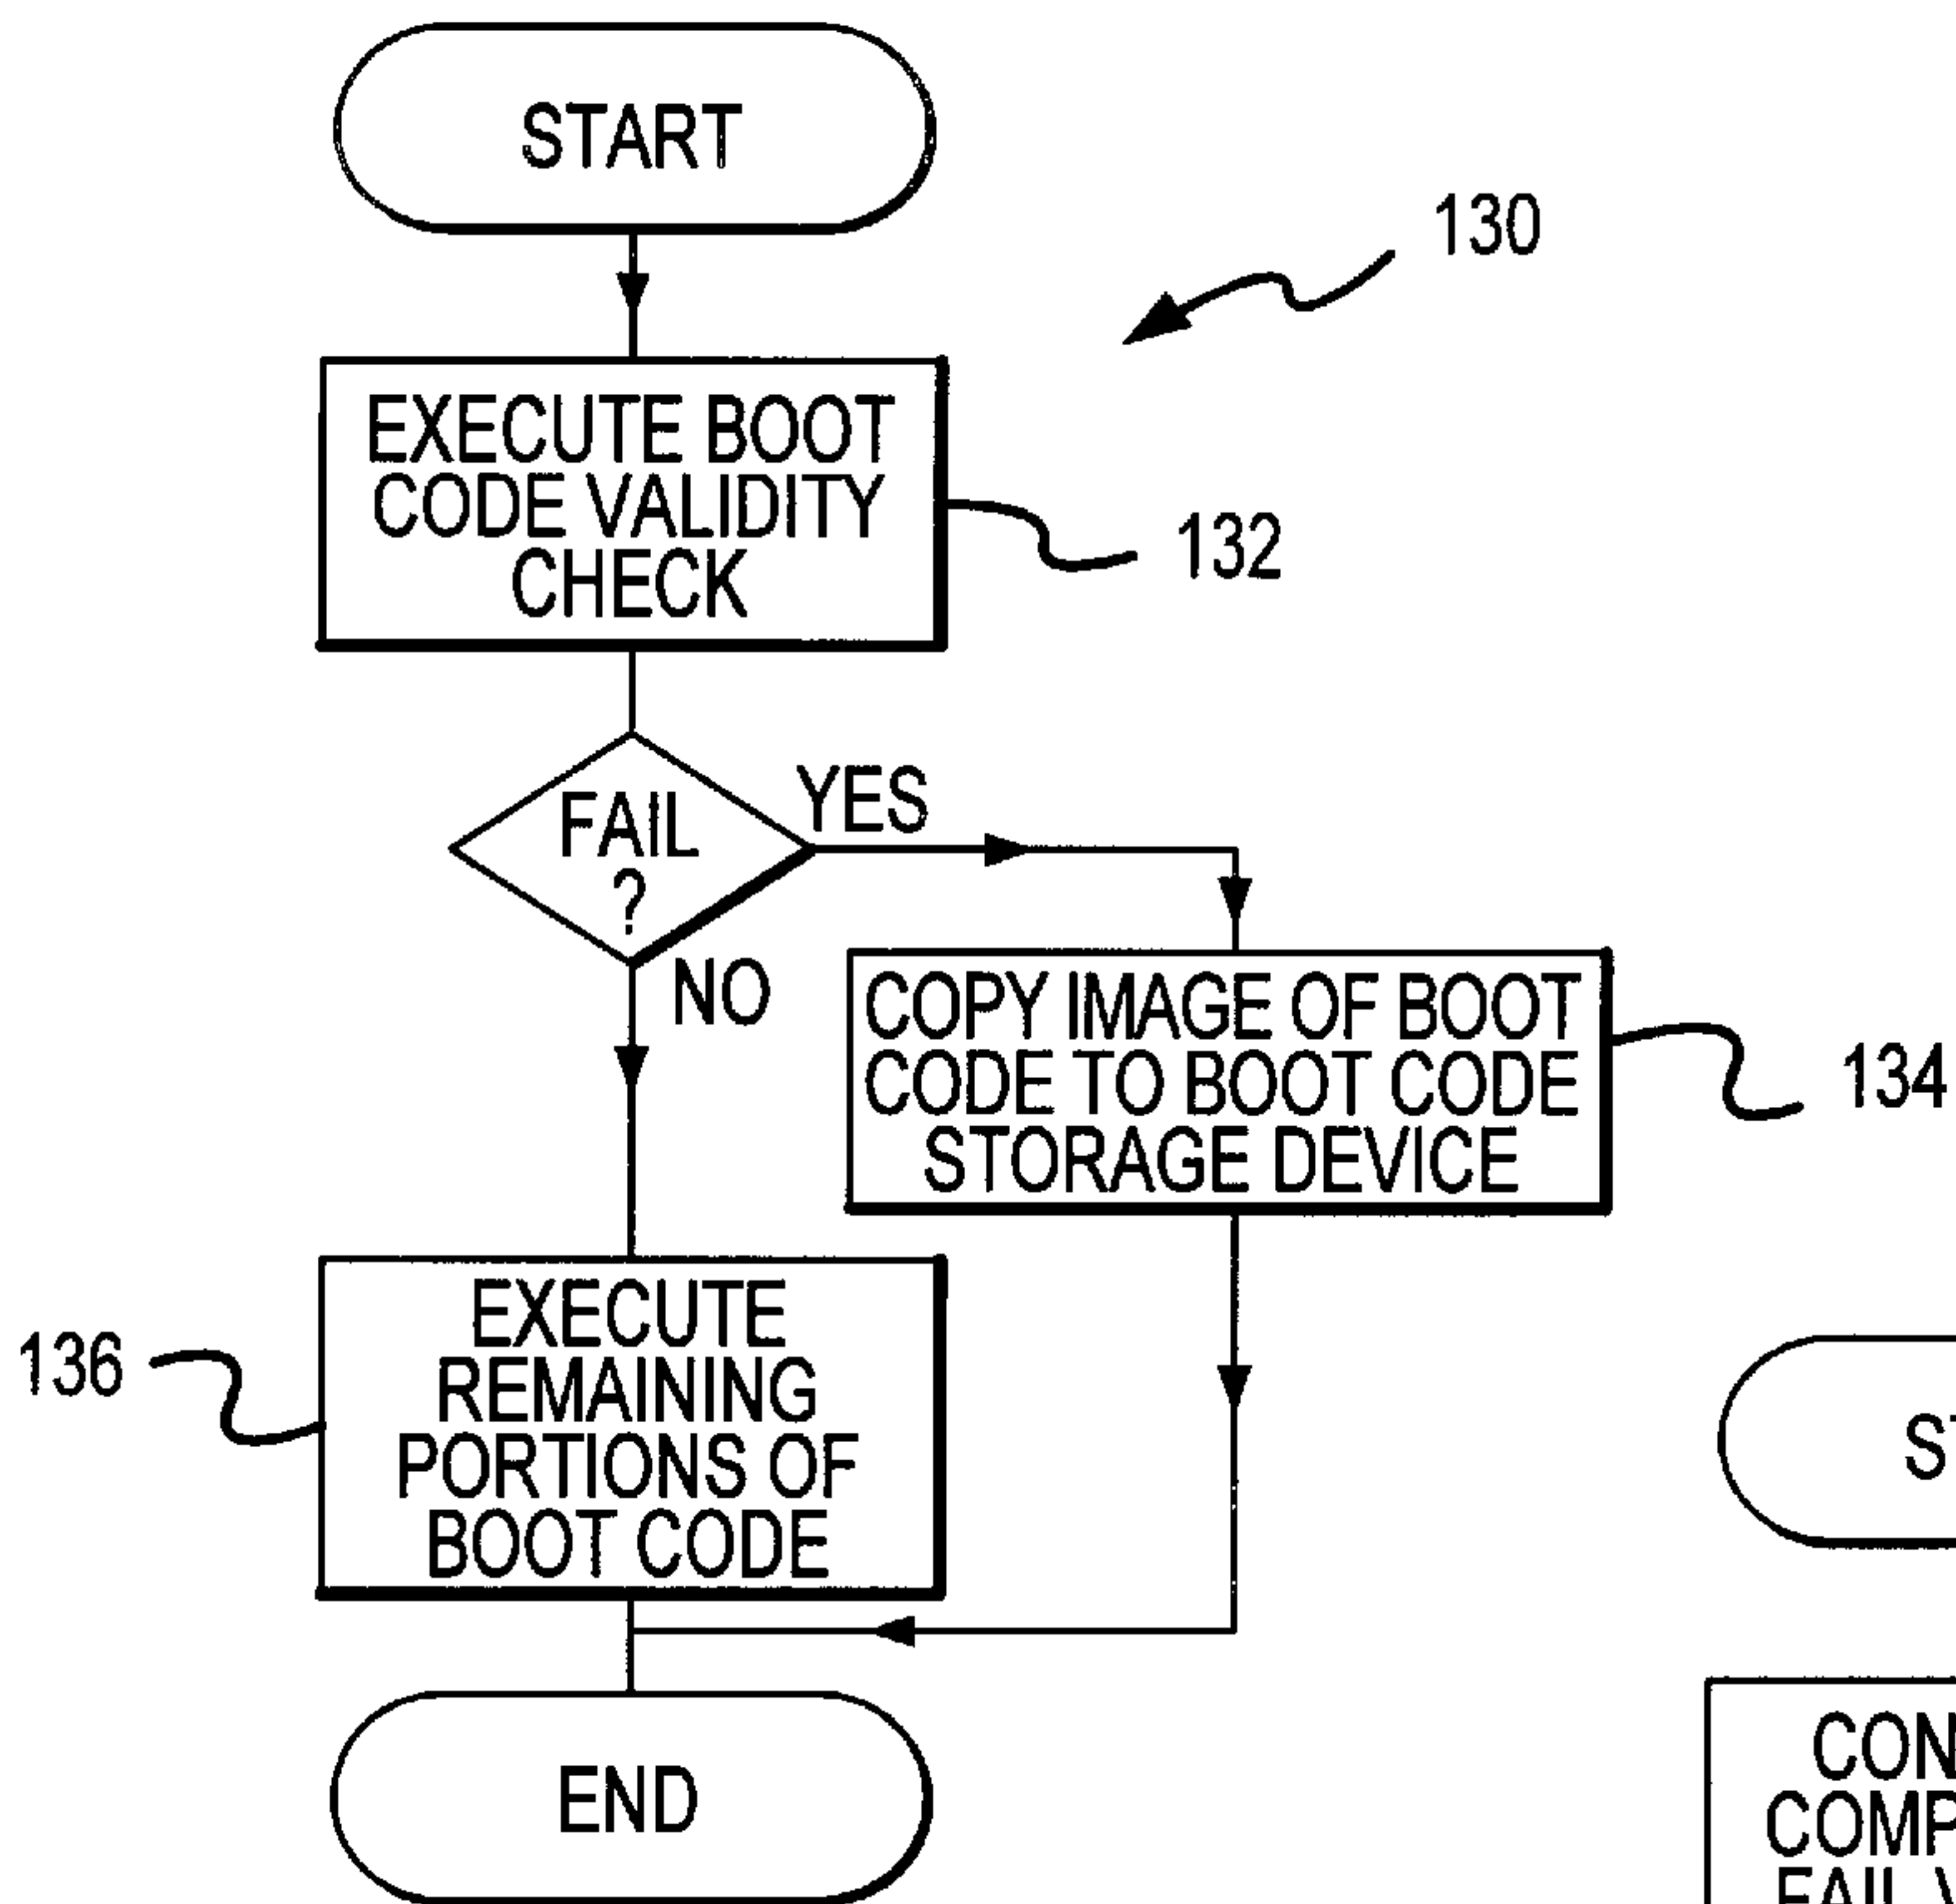 START
130
EXECUTE BOOT
CODE VALIDITY
CHECK
132
FAIL
?
YES
NO
COPY IMAGE OF BOOT
CODE TO BOOT CODE
STORAGE DEVICE
134
EXECUTE
REMAINING
PORTIONS OF
BOOT CODE
136
END